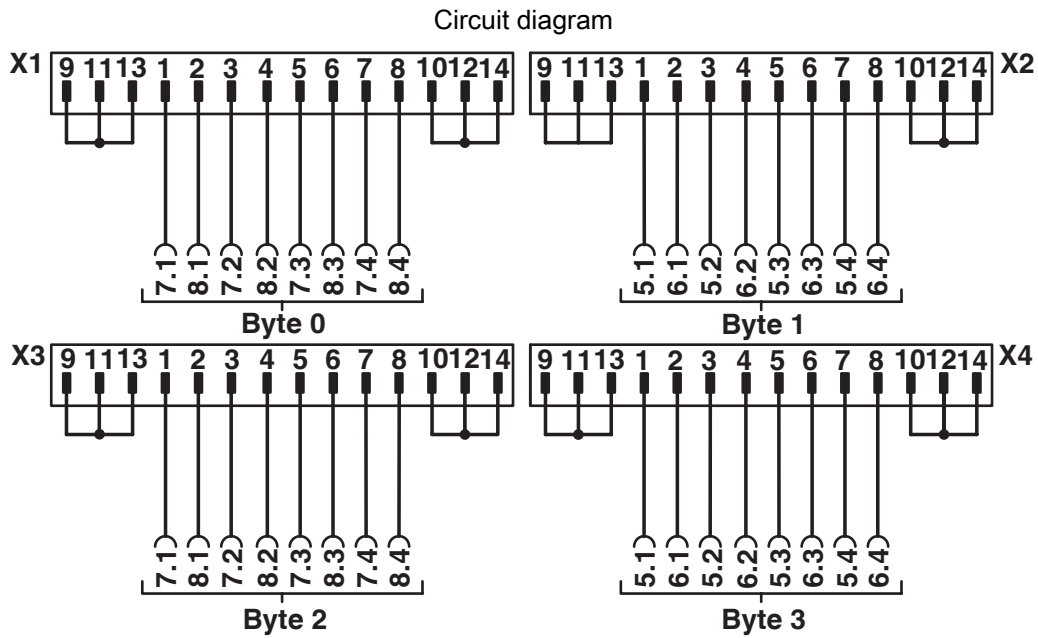 Circuit diagram
X1 9 11 13 1 2 3 4 5 6 7 8 10 12 14
9 11 13 1 2 3 4 5 6 7 8 10 12 14 X2
7.1 8.1 7.2 8.2 7.3 8.3 7.4 8.4
5.1 6.1 5.2 6.2 5.3 6.3 5.4 6.4
Byte 0
Byte 1
X3 9 11 13 1 2 3 4 5 6 7 8 10 12 14
9 11 13 1 2 3 4 5 6 7 8 10 12 14 X4
7.1 8.1 7.2 8.2 7.3 8.3 7.4 8.4
5.1 6.1 5.2 6.2 5.3 6.3 5.4 6.4
Byte 2
Byte 3